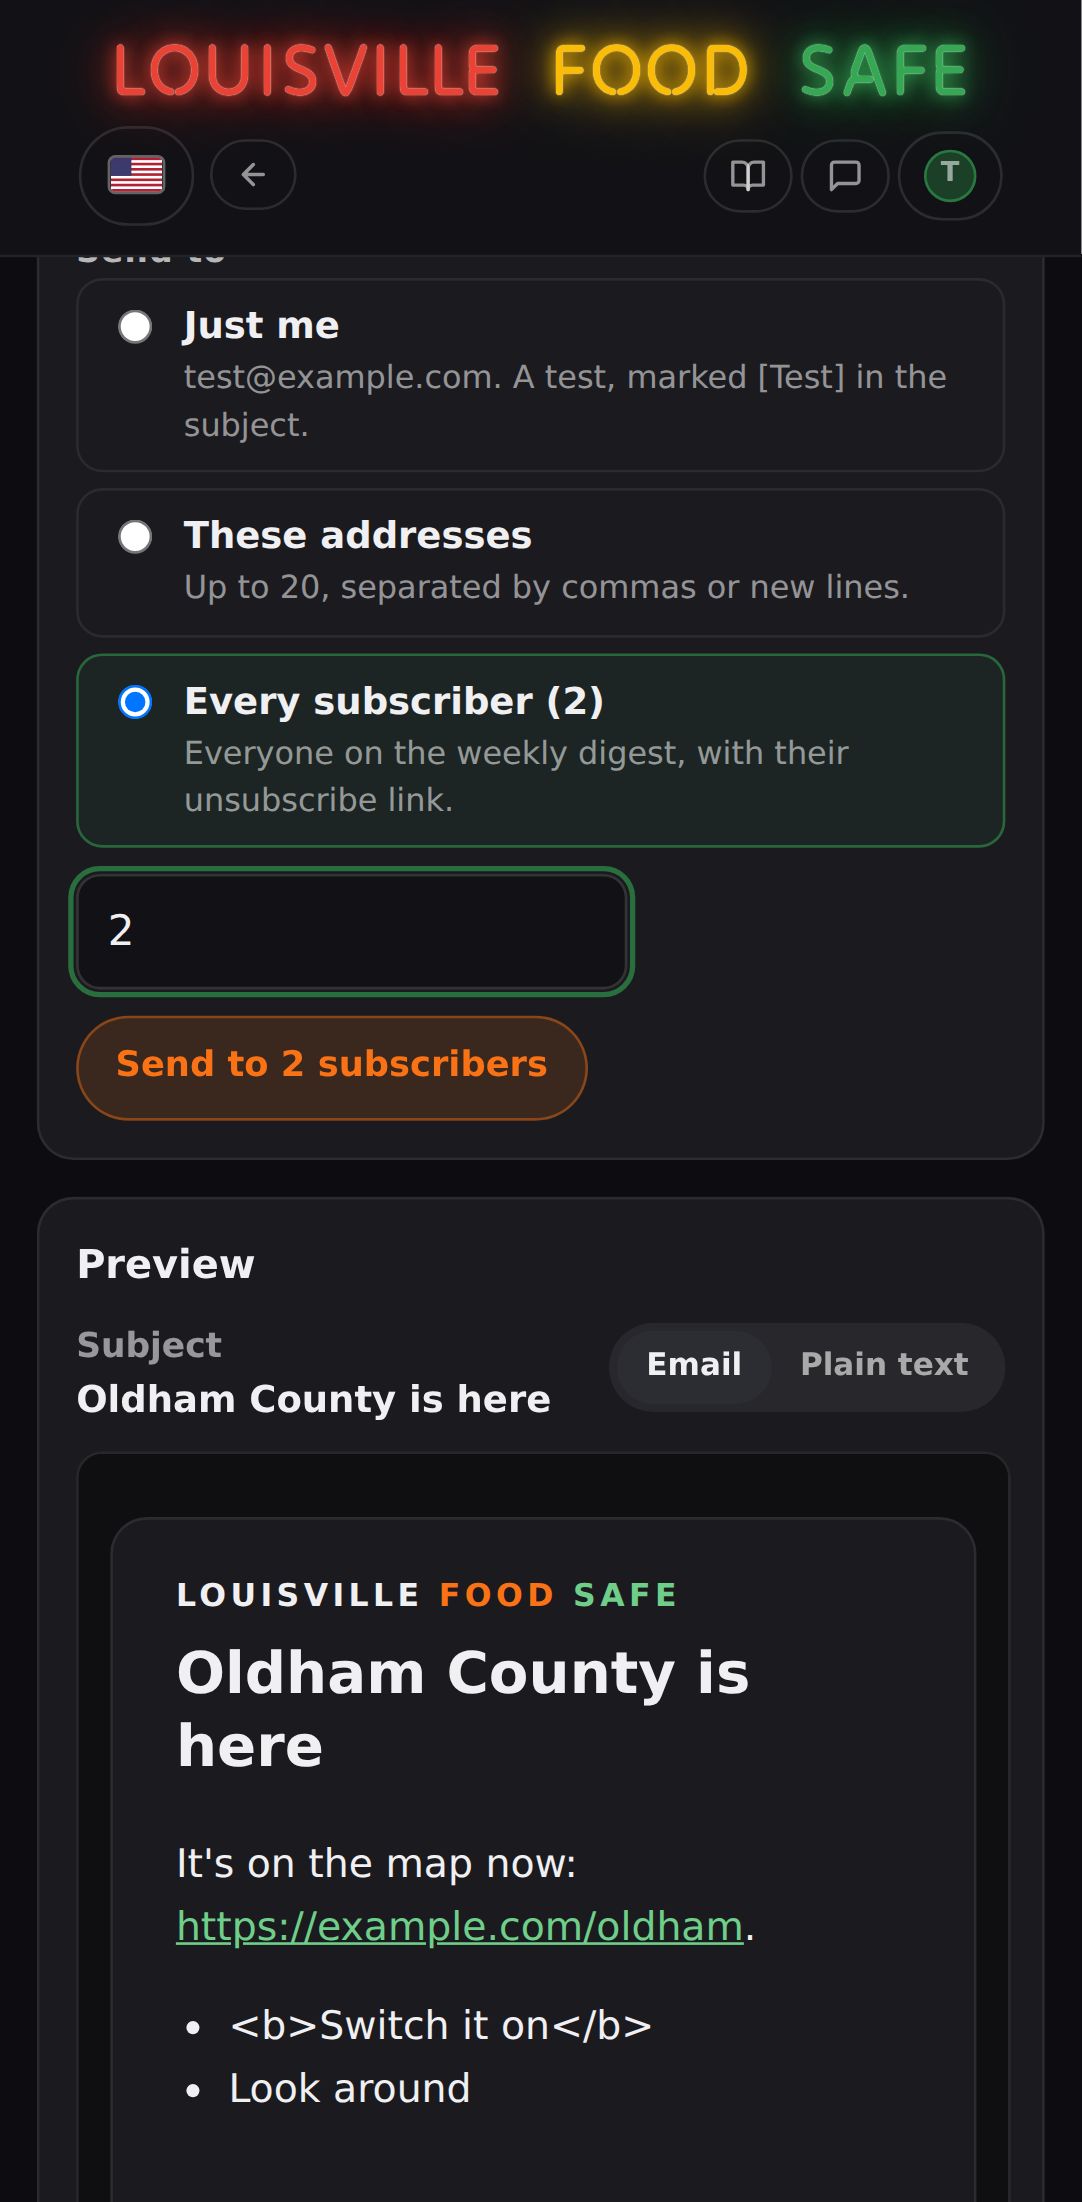 LOUISVILLE FOOD SAFE
T
Send to
Just me
test@example.com. A test, marked [Test] in the
subject.
These addresses
Up to 20, separated by commas or new lines.
Every subscriber (2)
Everyone on the weekly digest, with their
unsubscribe link.
2
Send to 2 subscribers
Preview
Subject
Oldham County is here
Email Plain text
LOUISVILLE FOOD SAFE
Oldham County is
here
It's on the map now:
https://example.com/oldham.
• <b>Switch it on</b>
• Look around